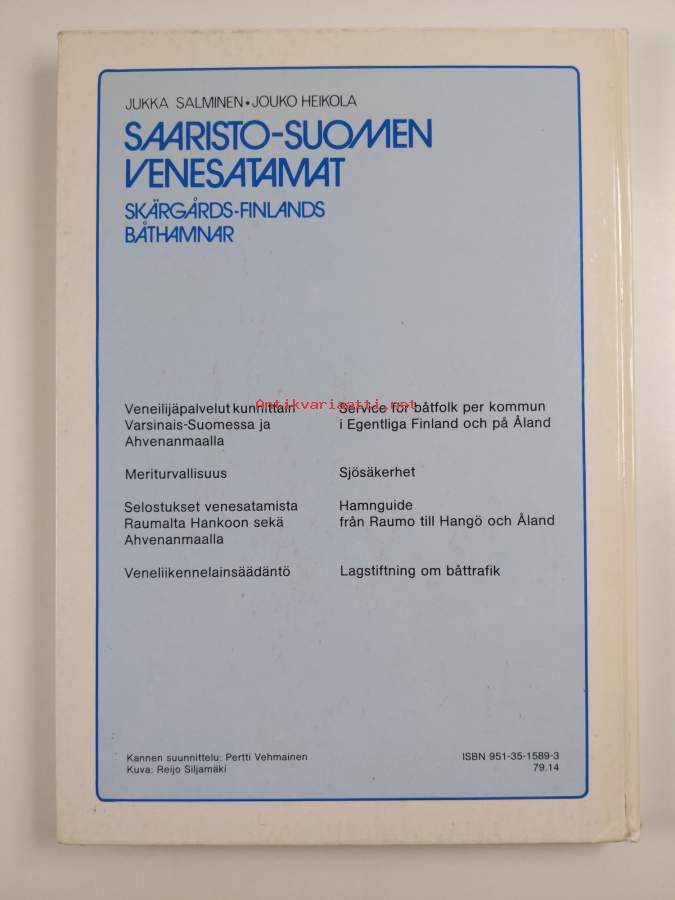 JUKKA SALMINEN • JOUKO HEIKOLA
SAARISTO-SUOMEN
VENESATAMAT
SKÄRGÅRDS-FINLANDS
BÅTHAMNAR
Veneilijäpalvelut kunnittain
Varsinais-Suomessa ja
Ahvenanmaalla
Service för båtfolk per kommun
i Egentliga Finland och på Åland
Antikvariaatti.net
Meriturvallisuus
Sjösäkerhet
Selostukset venesatamista
Raumalta Hankoon sekä
Ahvenanmaalla
Hamnguide
från Raumo till Hangö och Åland
Veneliikennelainsäädäntö
Lagstiftning om båttrafik
Kannen suunnittelu: Pertti Vehmainen
Kuva: Reijo Siljamäki
ISBN 951-35-1589-3
79.14